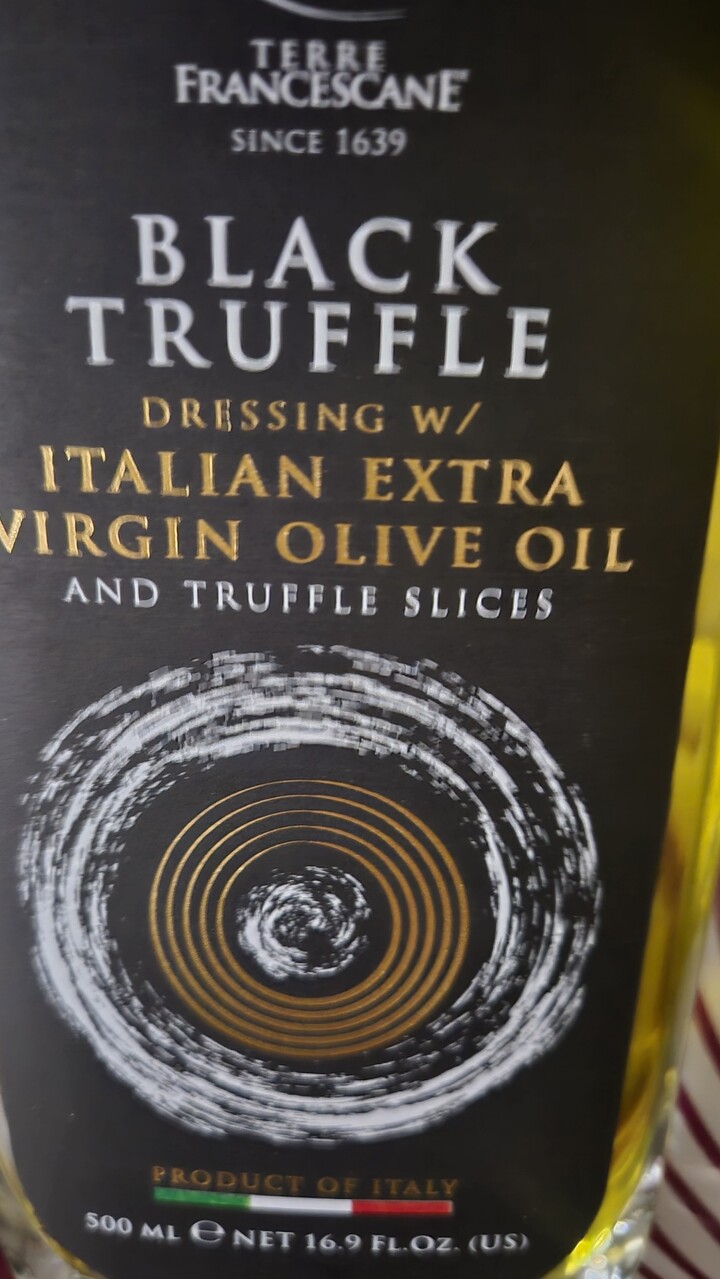 TERRE
FRANCESCANE
SINCE 1639
BLACK
TRUFFLE
DRESSING W/
ITALIAN EXTRA
VIRGIN OLIVE OIL
AND TRUFFLE SLICES
PRODUCT OF ITALY
500 ML ℮ NET 16.9 FL.OZ. (US)